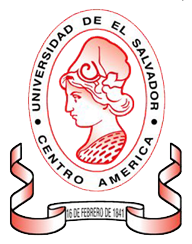 · UNIVERSIDAD DE EL SALVADOR ·
CENTRO AMERICA
16 DE FEBRERO DE 1841